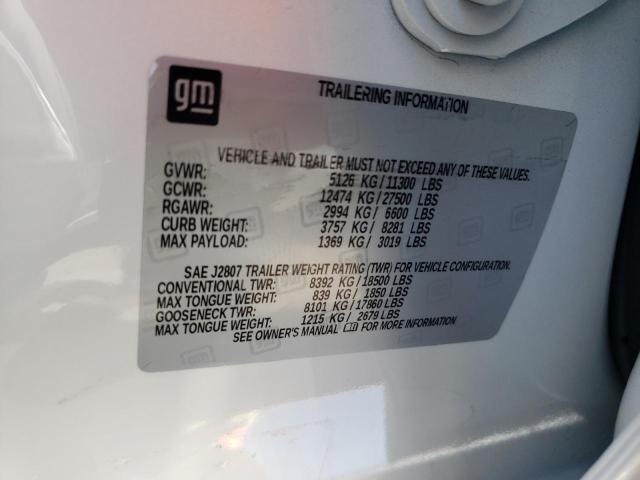 gm
TRAILERING INFORMATION
VEHICLE AND TRAILER MUST NOT EXCEED ANY OF THESE VALUES.
GVWR: 5126 KG/11300 LBS
GCWR: 12474 KG/27500 LBS
RGAWR: 2994 KG/ 6600 LBS
CURB WEIGHT: 3757 KG/ 8281 LBS
MAX PAYLOAD: 1369 KG/ 3019 LBS
SAE J2807 TRAILER WEIGHT RATING (TWR) FOR VEHICLE CONFIGURATION.
CONVENTIONAL TWR: 8392 KG/18500 LBS
MAX TONGUE WEIGHT: 839 KG/ 1850 LBS
GOOSENECK TWR: 8101 KG/17860 LBS
MAX TONGUE WEIGHT: 1215 KG/ 2679 LBS
SEE OWNER'S MANUAL FOR MORE INFORMATION